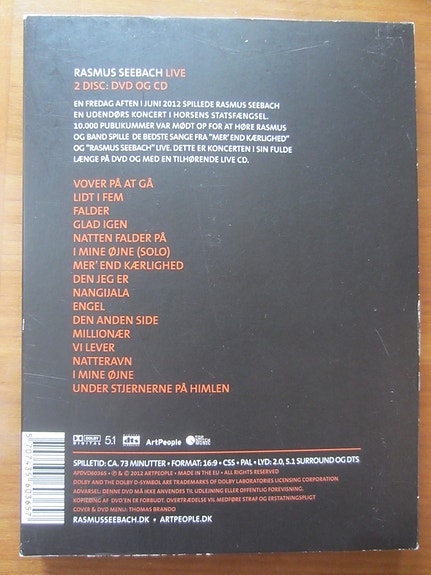 RASMUS SEEBACH LIVE
2 DISC: DVD OG CD
EN FREDAG AFTEN I JUNI 2012 SPILLEDE RASMUS SEEBACH
EN UDENDØRS KONCERT I HORSENS STATSFÆNGSEL.
10.000 PUBLIKUMMER VAR MØDT OP FOR AT HØRE RASMUS
OG BAND SPILLE DE BEDSTE SANGE FRA "MER' END KÆRLIGHED"
OG "RASMUS SEEBACH" LIVE. DETTE ER KONCERTEN I SIN FULDE
LÆNGE PÅ DVD OG MED EN TILHØRENDE LIVE CD.
VOVER PÅ AT GÅ
LIDT I FEM
FALDER
GLAD IGEN
NATTEN FALDER PÅ
I MINE ØJNE (SOLO)
MER' END KÆRLIGHED
DEN JEG ER
NANGIJALA
ENGEL
DEN ANDEN SIDE
MILLIONÆR
VI LEVER
NATTERAVN
I MINE ØJNE
UNDER STJERNERNE PÅ HIMLEN
DOLBY 5.1 dts ArtPeople
SPILLETID: CA. 73 MINUTTER • FORMAT: 16:9 • CSS • PAL • LYD: 2.0, 5.1 SURROUND OG DTS
APDVD60365 • ℗ & © 2012 ARTPEOPLE • MADE IN THE EU • ALL RIGHTS RESERVED
DOLBY AND THE DOLBY D-SYMBOL ARE TRADEMARKS OF DOLBY LABORATORIES LICENSING CORPORATION
ADVARSEL: DENNE DVD MÅ IKKE ANVENDES TIL UDLEJNING ELLER OFFENTLIG FOREVISNING.
KOPIERING AF DVD'EN ER FORBUDT. OVERTRÆDELSE VIL MEDFØRE STRAF OG ERSTATNINGSPLIGT
COVER & DVD MENU: THOMAS BRANDO
RASMUSSEEBACH.DK • ARTPEOPLE.DK